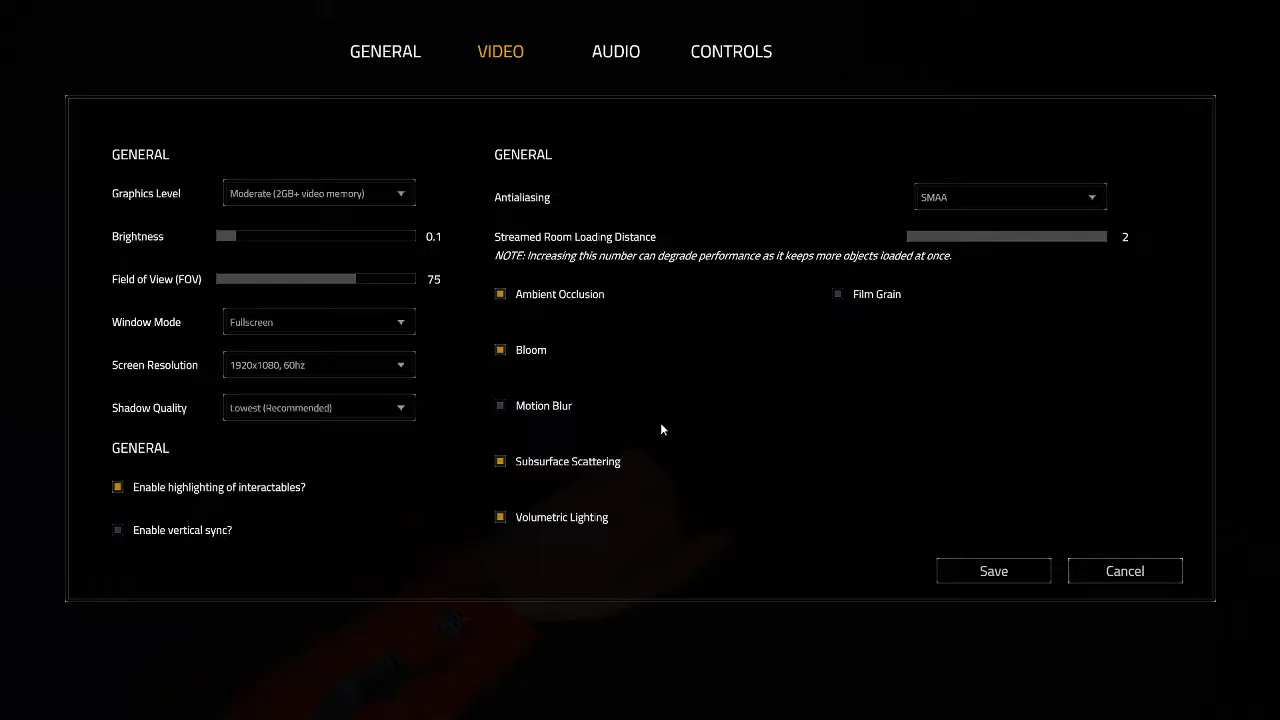 GENERAL VIDEO AUDIO CONTROLS
GENERAL
Graphics Level Moderate (2GB+ video memory)
Brightness 0.1
Field of View (FOV) 75
Window Mode Fullscreen
Screen Resolution 1920x1080, 60hz
Shadow Quality Lowest (Recommended)
GENERAL
Enable highlighting of interactables?
Enable vertical sync?
GENERAL
Antialiasing SMAA
Streamed Room Loading Distance 2
NOTE: Increasing this number can degrade performance as it keeps more objects loaded at once.
Ambient Occlusion Film Grain
Bloom
Motion Blur
Subsurface Scattering
Volumetric Lighting
Save Cancel